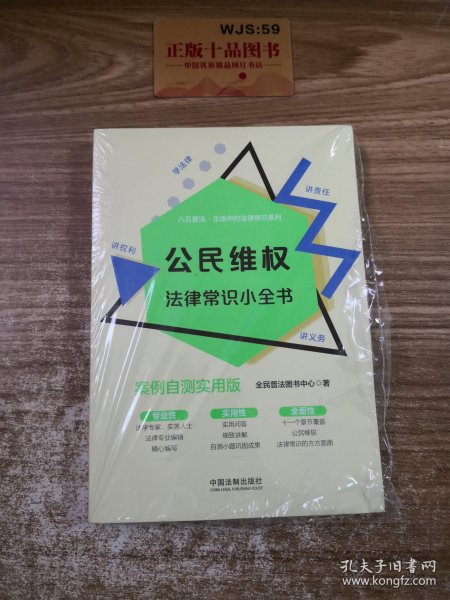 WJS:59
正版十品图书
中国优质精品网红书店
学法律
讲责任
八五普法·生活中的法律常识系列
讲权利
公民维权
法律常识小全书
讲义务
案例自测实用版
全民普法图书中心◎著
专业性
法学专家、实务人士
法律专业编辑
精心编写
实用性
实用问答
细致讲解
自测小题巩固成果
全面性
十一个章节覆盖
公民维权
法律常识的方方面面
中国法制出版社
CHINA LEGAL PUBLISHING HOUSE
孔夫子旧书网
www.kongfz.com